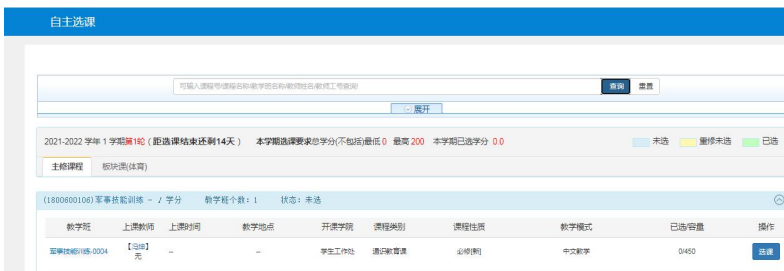 自主选课
可输入课程号/课程名称/教学班名称/教师姓名/教师工号查询!
查询 重置
展开
2021-2022 学年 1 学期第1轮 ( 距选课结束还剩14天 ) 本学期选课要求总学分(不包括)最低 0 最高 200 本学期已选学分 0.0
未选 重修未选 已选
主修课程 板块课(体育)
(1800600106)军事技能训练 - 学分 教学班个数: 1 状态: 未选
教学班 上课教师 上课时间 教学地点 开课学院 课程类别 课程性质 教学模式 已选/容量 操作
军事技能训练-0004 无 -- -- 学生工作处 通识教育课 必修[新] 中文教学 0/450 选课